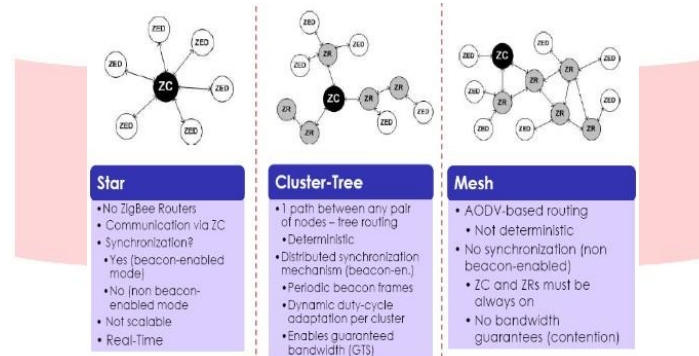 ZED
ZED
ZED
ZED
ZED
ZED
ZED
ZC
ZED
ZED
ZR
ZC
ZR
ZR
ZR
ZR
ZED
ZED
ZC
ZED
ZED
ZED
ZR
ZR
ZR
ZR
ZR
ZED
ZED
ZED
ZED
Star
•No ZigBee Routers
• Communication via ZC
• Synchronization?
•Yes (beacon-enabled
mode)
•No (non beacon-
enabled mode
• Not scalable
• Real-Time
Cluster-Tree
•1 path between any pair
of nodes – tree routing
•Deterministic
•Distributed synchronization
mechanism (beacon-en.)
•Periodic beacon frames
•Dynamic duty-cycle
adaptation per cluster
•Enables guaranteed
bandwidth (GTS)
Mesh
• AODV-based routing
• Not deterministic
• No synchronization (non
beacon-enabled)
• ZC and ZRs must be
always on
• No bandwidth
guarantees (contention)